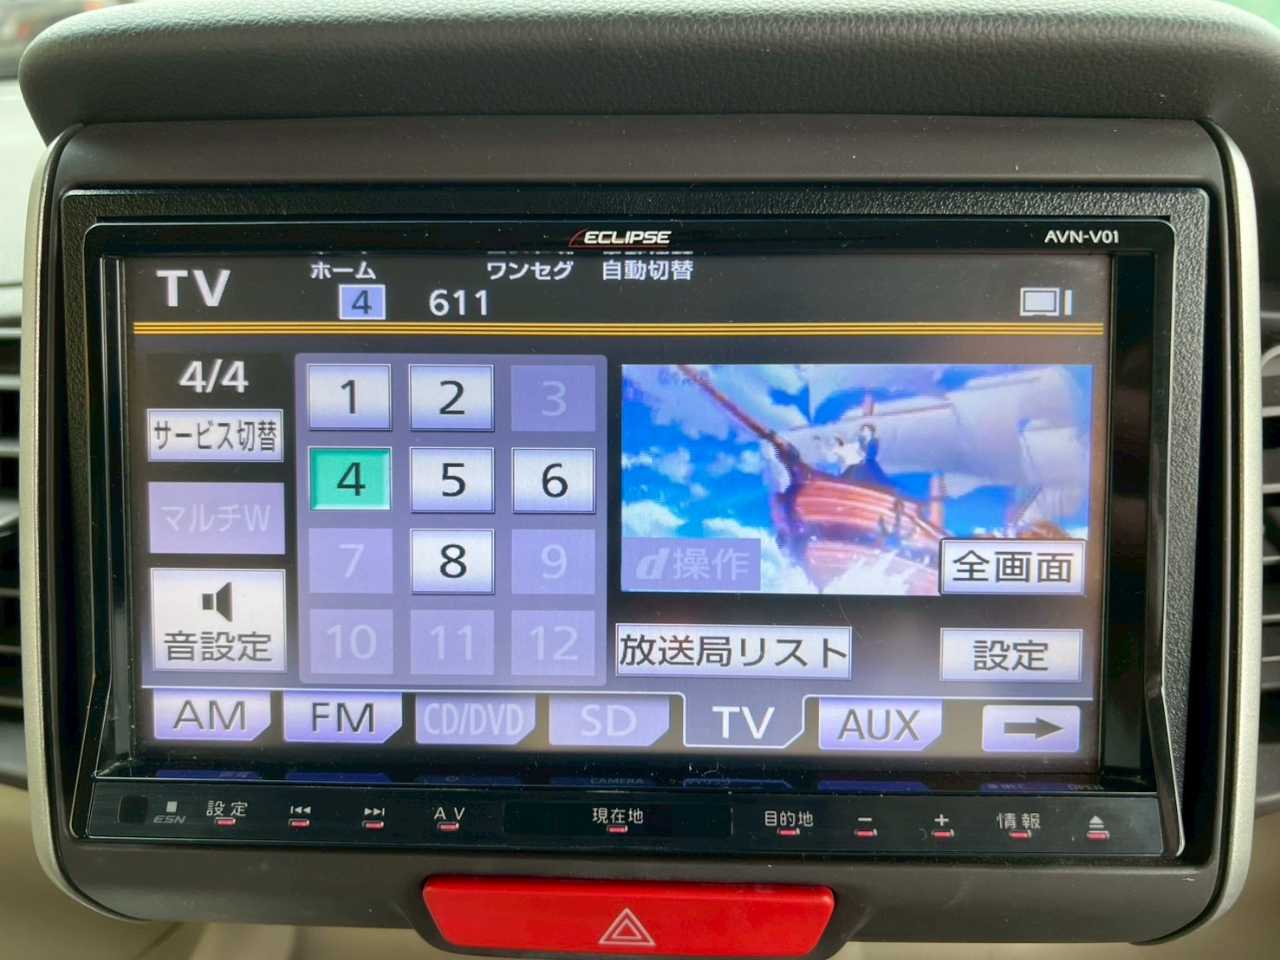 ECLIPSE
AVN-V01
TV
ホーム
ワンセグ
自動切替
4
611
4/4
サービス切替
マルチW
音設定
1 2 3
4 5 6
7 8 9
10 11 12
d操作
全画面
放送局リスト
設定
AM
FM
CD/DVD
SD
TV
AUX
CAMERA
OPEN
ESN
設定
AV
現在地
目的地
−
+
情報